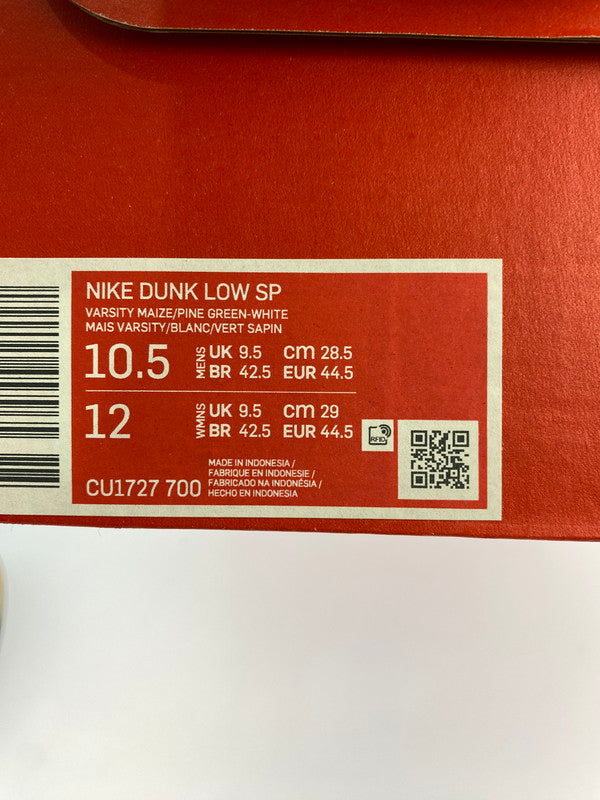 NIKE DUNK LOW SP
VARSITY MAIZE/PINE GREEN-WHITE
MAIS VARSITY/BLANC/VERT SAPIN
10.5 MENS UK 9.5 cm 28.5
BR 42.5 EUR 44.5
12 WMNS UK 9.5 cm 29
BR 42.5 EUR 44.5
RFID
MADE IN INDONESIA /
FABRIQUE EN INDONESIE /
FABRICADO NA INDONÉSIA /
CU1727 700 HECHO EN INDONESIA